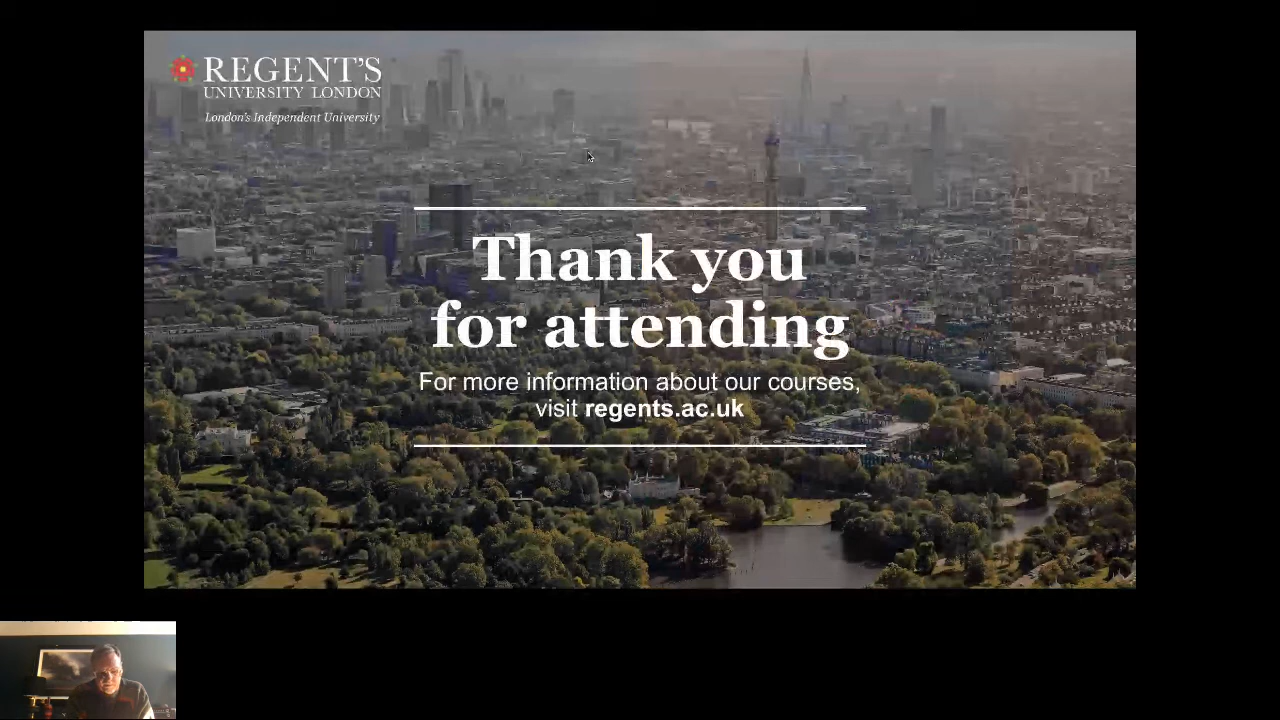 REGENT'S
UNIVERSITY LONDON
London's Independent University
Thank you
for attending
For more information about our courses,
visit regents.ac.uk